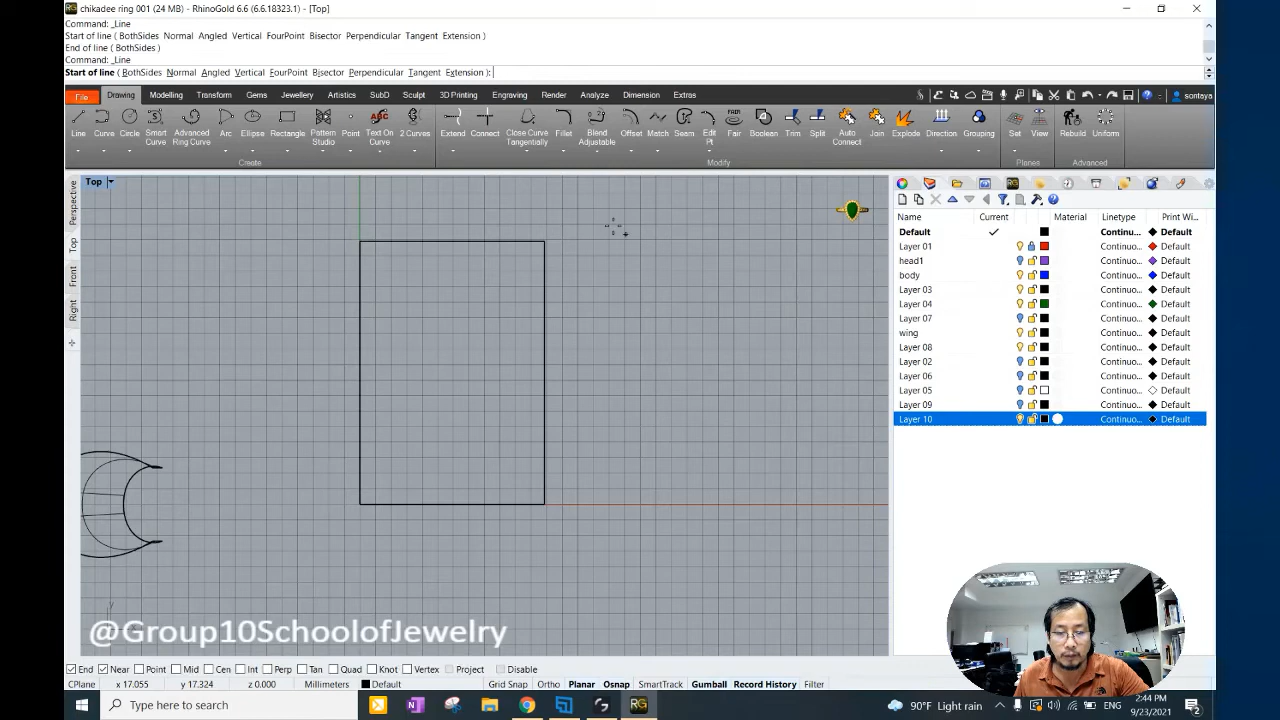 chikadee ring 001 (24 MB) - RhinoGold 6.6 (6.6.18323.1) - [Top]
Command: _Line
Start of line ( BothSides Normal Angled Vertical FourPoint Bisector Perpendicular Tangent Extension )
End of line ( BothSides )
Command: _Line
Start of line ( BothSides Normal Angled Vertical FourPoint Bisector Perpendicular Tangent Extension ):
File Drawing Modelling Transform Gems Jewellery Artistics SubD Sculpt 3D Printing Engraving Render Analyze Dimension Extras sontaya
Line Curve Circle Smart Curve Advanced Ring Curve Arc Ellipse Rectangle Pattern Studio Point Text On Curve 2 Curves Extend Connect Close Curve Tangentially Fillet Blend Adjustable Offset Match Seam Edit Pt Fair Boolean Trim Split Auto Connect Join Explode Direction Grouping Set View Rebuild Uniform
Create Modify Planes Advanced
Top
Perspective
Top
Front
Right
Name Current Material Linetype Print Wi...
Default Continu... Default
Layer 01 Continuo... Default
head1 Continuo... Default
body Continuo... Default
Layer 03 Continuo... Default
Layer 04 Continuo... Default
Layer 07 Continuo... Default
wing Continuo... Default
Layer 08 Continuo... Default
Layer 02 Continuo... Default
Layer 06 Continuo... Default
Layer 05 Continuo... Default
Layer 09 Continuo... Default
Layer 10 Continuo... Default
y
@Group10SchoolofJewelry
End Near Point Mid Cen Int Perp Tan Quad Knot Vertex Project Disable
CPlane x 17.055 y 17.324 z 0.000 Millimeters Default Grid Snap Ortho Planar Osnap SmartTrack Gumball Record History Filter
Type here to search
90°F Light rain
ENG
2:44 PM
9/23/2021
2